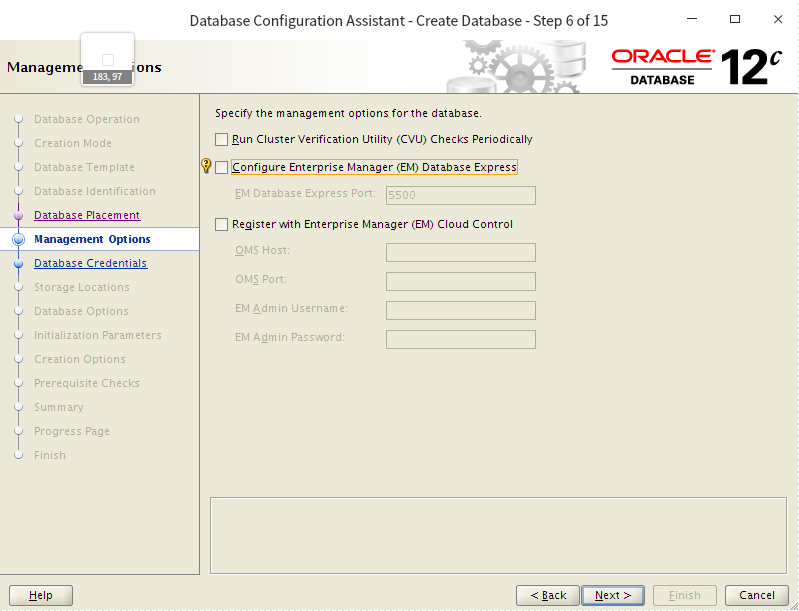 Database Configuration Assistant - Create Database - Step 6 of 15
Manageme ons
183, 97
ORACLE®
DATABASE
12c
Database Operation
Creation Mode
Database Template
Database Identification
Database Placement
Management Options
Database Credentials
Storage Locations
Database Options
Initialization Parameters
Creation Options
Prerequisite Checks
Summary
Progress Page
Finish
Specify the management options for the database.
Run Cluster Verification Utility (CVU) Checks Periodically
Configure Enterprise Manager (EM) Database Express
EM Database Express Port: 5500
Register with Enterprise Manager (EM) Cloud Control
OMS Host:
OMS Port:
EM Admin Username:
EM Admin Password:
Help
< Back
Next >
Finish
Cancel